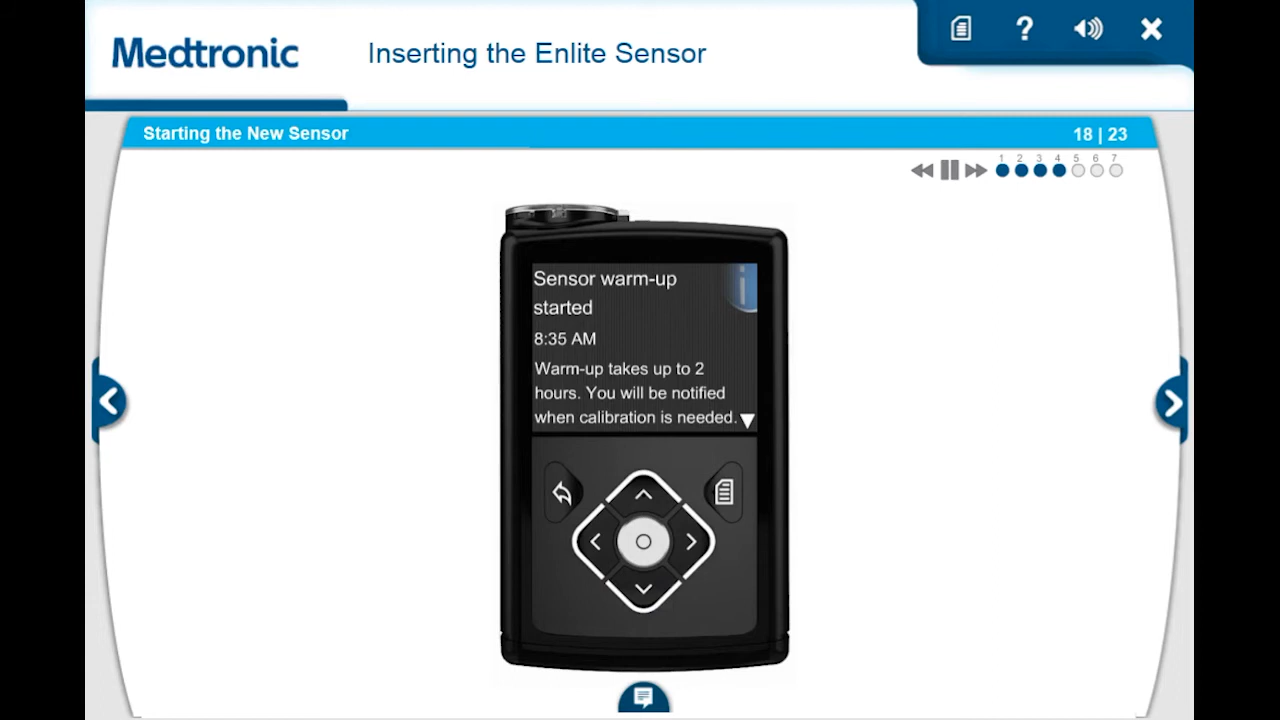 Medtronic
Inserting the Enlite Sensor
?
Starting the New Sensor
18 | 23
1 2 3 4 5 6 7
Sensor warm-up
started
8:35 AM
Warm-up takes up to 2
hours. You will be notified
when calibration is needed.
i